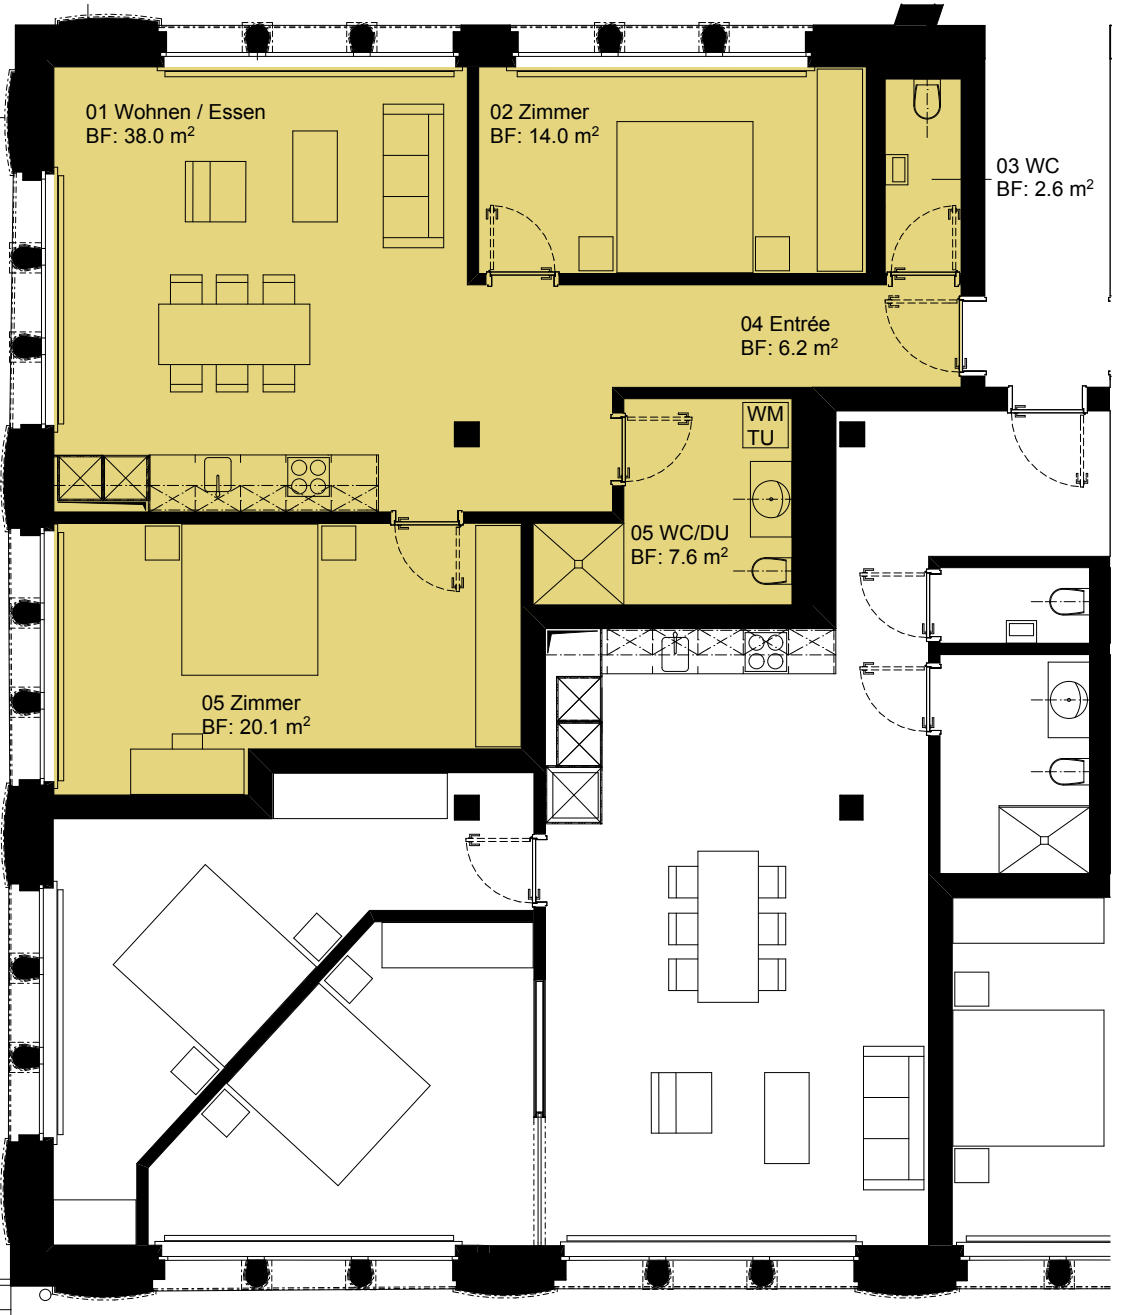 01 Wohnen / Essen
BF: 38.0 m²
02 Zimmer
BF: 14.0 m²
03 WC
BF: 2.6 m²
04 Entrée
BF: 6.2 m²
WM
TU
05 WC/DU
BF: 7.6 m²
05 Zimmer
BF: 20.1 m²